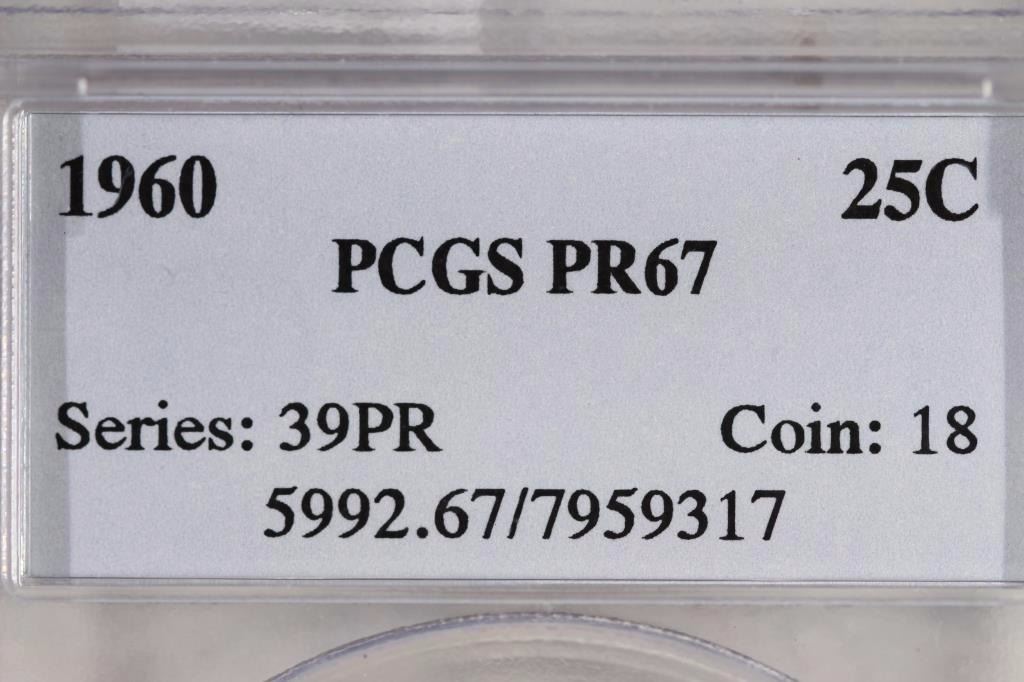 1960 25C
PCGS PR67
Series: 39PR Coin: 18
5992.67/7959317